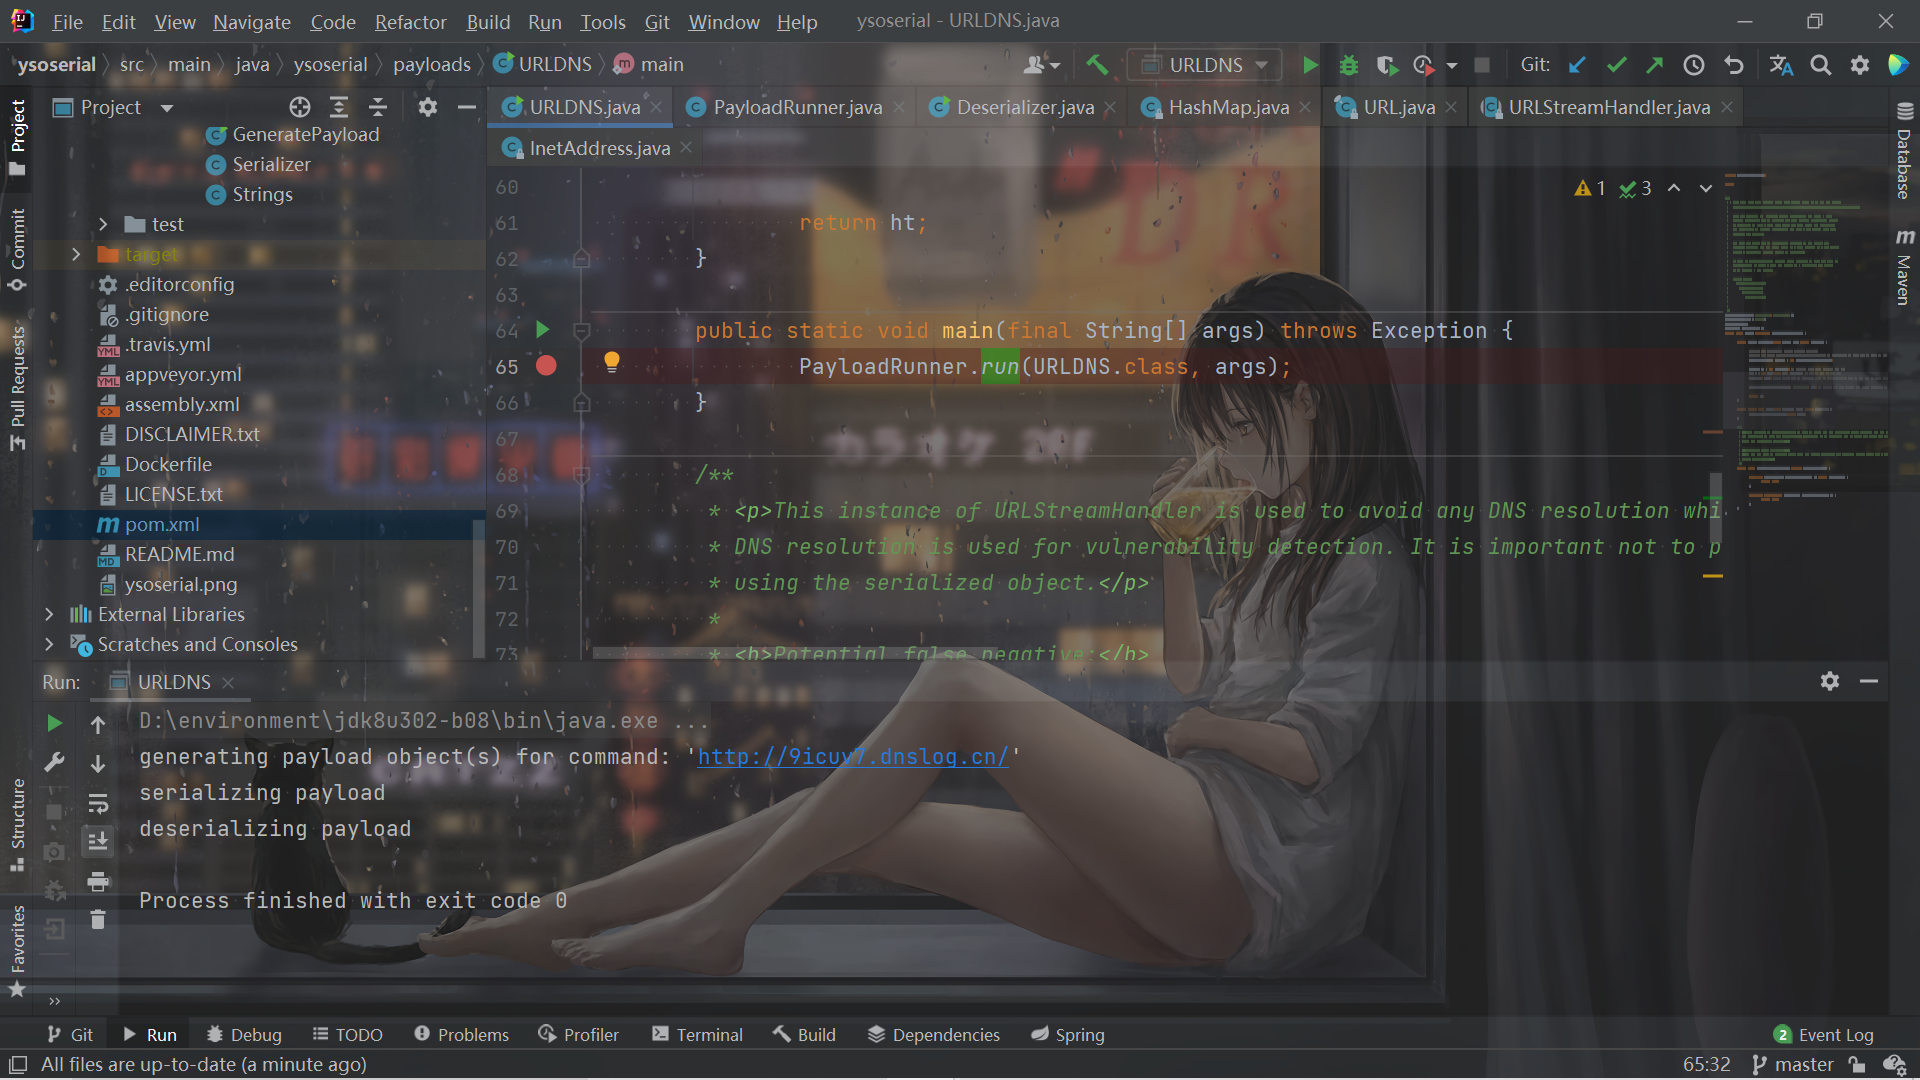 File Edit View Navigate Code Refactor Build Run Tools Git Window Help ysoserial - URLDNS.java
ysoserial src main java ysoserial payloads URLDNS main URLDNS Git:
Project
URLDNS.java PayloadRunner.java Deserializer.java HashMap.java URL.java URLStreamHandler.java
InetAddress.java
GeneratePayload
Serializer
Strings
test
target
.editorconfig
.gitignore
.travis.yml
appveyor.yml
assembly.xml
DISCLAIMER.txt
Dockerfile
LICENSE.txt
pom.xml
README.md
ysoserial.png
External Libraries
Scratches and Consoles
Project
Commit
Pull Requests
Structure
Favorites
1 3
60
61 return ht;
62 }
63
64 public static void main(final String[] args) throws Exception {
65 PayloadRunner.run(URLDNS.class, args);
66 }
67
68 /**
69 * <p>This instance of URLStreamHandler is used to avoid any DNS resolution whi
70 * DNS resolution is used for vulnerability detection. It is important not to p
71 * using the serialized object.</p>
72 *
73 * <b>Potential false negative:</b>
Database
Maven
"DR
カラオケ 28F
Run: URLDNS
D:\environment\jdk8u302-b08\bin\java.exe ...
generating payload object(s) for command: 'http://9icuv7.dnslog.cn/'
serializing payload
deserializing payload
Process finished with exit code 0
Git Run Debug TODO Problems Profiler Terminal Build Dependencies Spring 2 Event Log
All files are up-to-date (a minute ago) 65:32 master